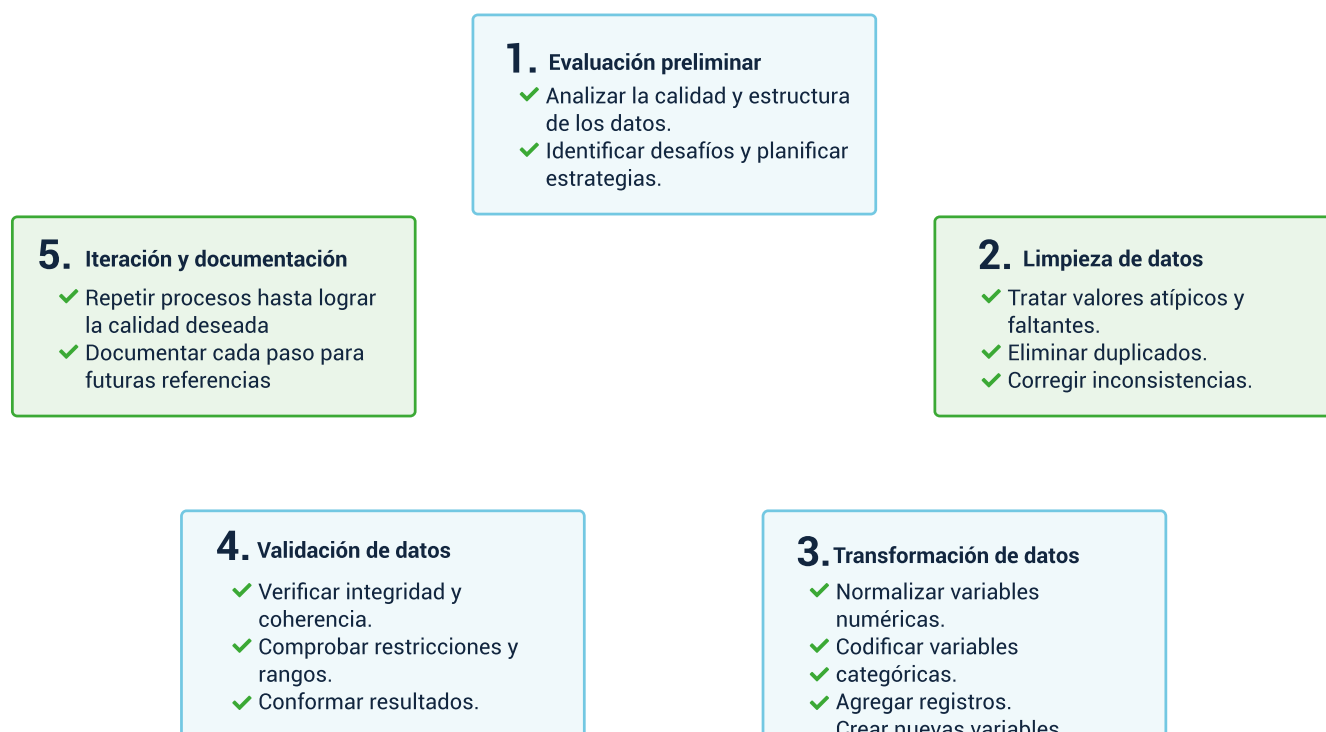 1. Evaluación preliminar
Analizar la calidad y estructura
de los datos.
Identificar desafíos y planificar
estrategias.
2. Limpieza de datos
Tratar valores atípicos y
faltantes.
Eliminar duplicados.
Corregir inconsistencias.
3. Transformación de datos
Normalizar variables
numéricas.
Codificar variables
categóricas.
Agregar registros.
Crear nuevas variables
4. Validación de datos
Verificar integridad y
coherencia.
Comprobar restricciones y
rangos.
Conformar resultados.
5. Iteración y documentación
Repetir procesos hasta lograr
la calidad deseada
Documentar cada paso para
futuras referencias